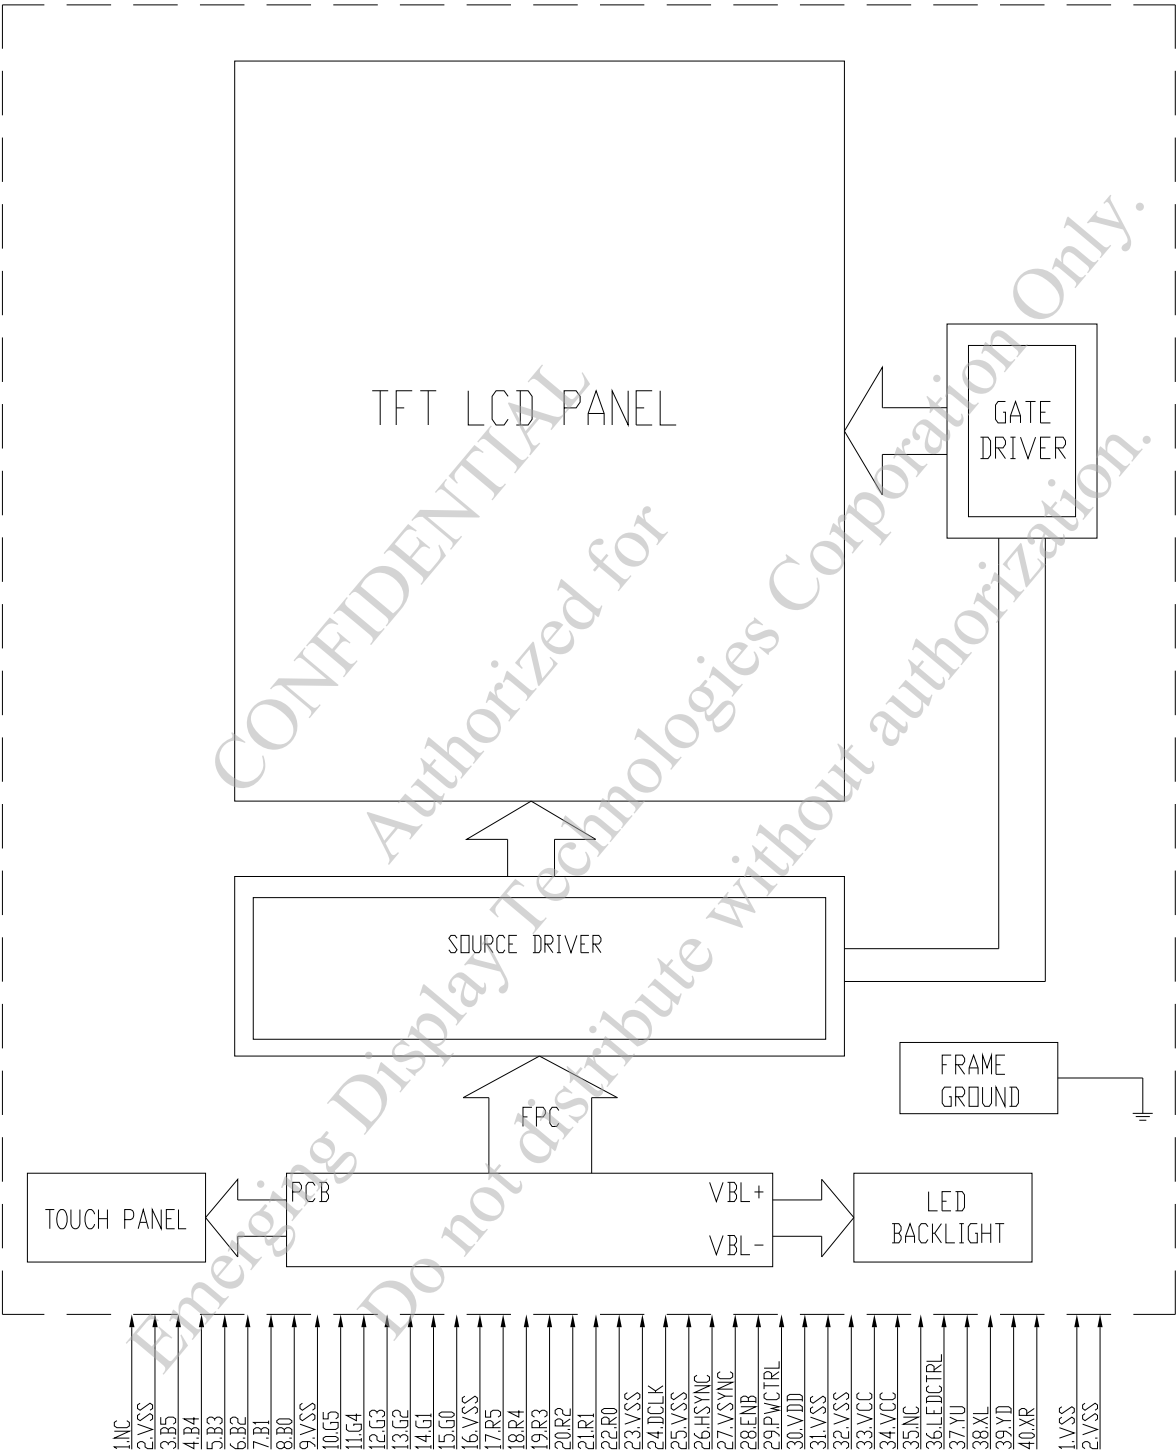 TFT LCD PANEL
GATE
DRIVER
SOURCE DRIVER
FRAME
GROUND
FPC
PCB
VBL+
VBL-
TOUCH PANEL
LED
BACKLIGHT
1.NC
2.VSS
3.B5
4.B4
5.B3
6.B2
7.B1
8.B0
9.VSS
10.G5
11.G4
12.G3
13.G2
14.G1
15.G0
16.VSS
17.R5
18.R4
19.R3
20.R2
21.R1
22.R0
23.VSS
24.DCLK
25.VSS
26.HSYNC
27.VSYNC
28.ENB
29.PWCTRL
30.VDD
31.VSS
32.VSS
33.VCC
34.VCC
35.NC
36.LEDCTRL
37.YU
38.XL
39.YD
40.XR
1.VSS
2.VSS
CONFIDENTIAL
Authorized for
Emerging Display Technologies Corporation Only.
Do not distribute without authorization.